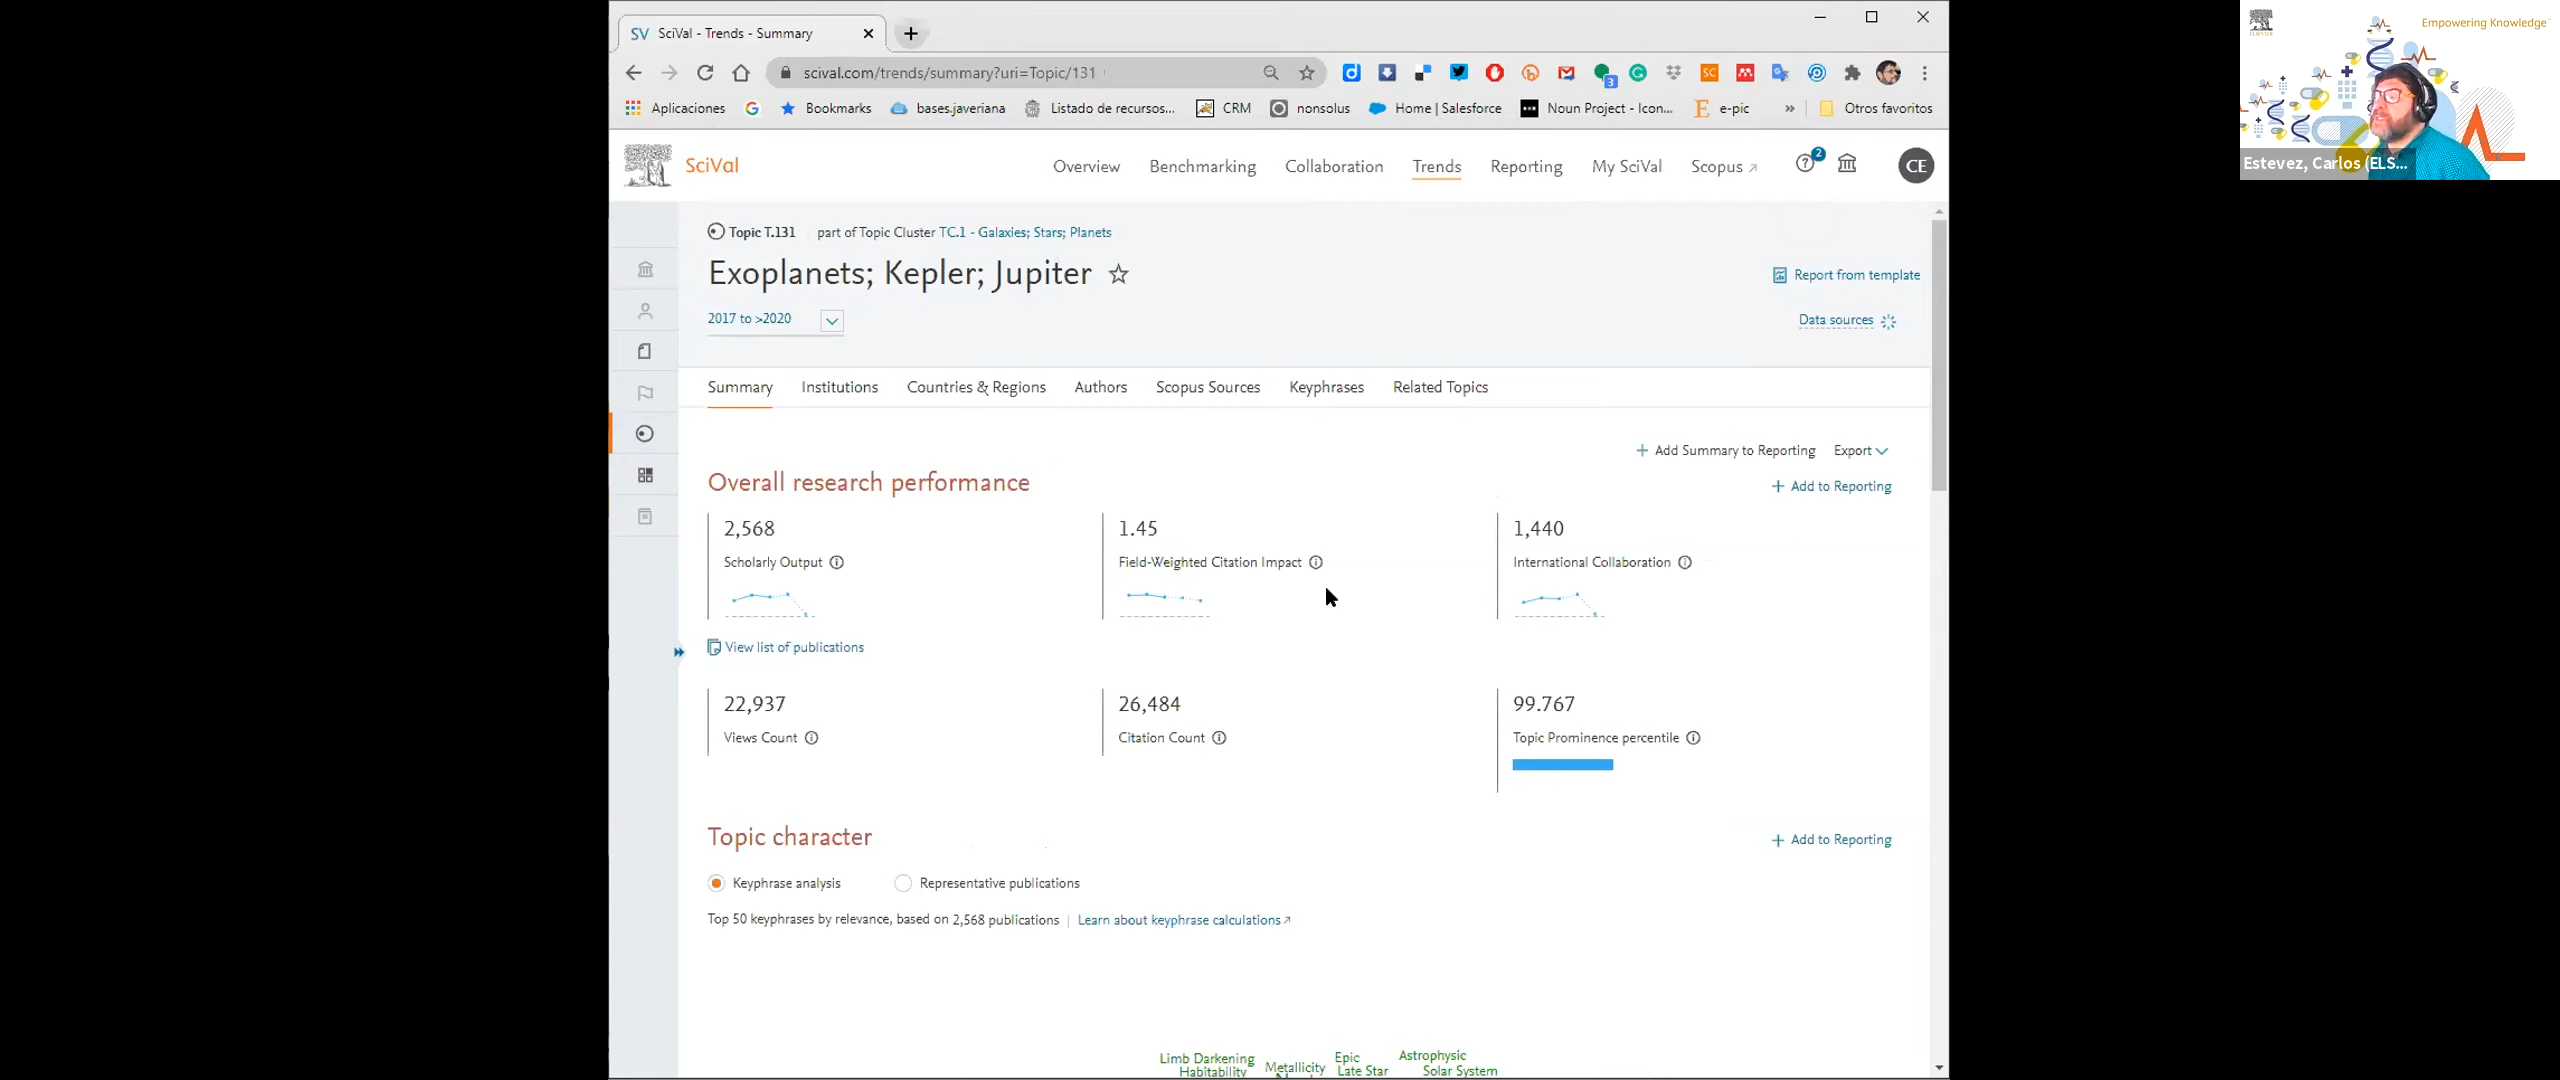 SV SciVal - Trends - Summary
scival.com/trends/summary?uri=Topic/131
3
Aplicaciones
Bookmarks
bases.javeriana
Listado de recursos...
CRM
nonsolus
Home | Salesforce
Noun Project - Icon...
e-pic
»
Otros favoritos
SciVal
Overview
Benchmarking
Collaboration
Trends
Reporting
My SciVal
Scopus
2
CE
Topic T.131 part of Topic Cluster TC.1 - Galaxies; Stars; Planets
Exoplanets; Kepler; Jupiter
Report from template
2017 to >2020
Data sources
Summary
Institutions
Countries & Regions
Authors
Scopus Sources
Keyphrases
Related Topics
+ Add Summary to Reporting
Export
Overall research performance
+ Add to Reporting
2,568
Scholarly Output
1.45
Field-Weighted Citation Impact
1,440
International Collaboration
View list of publications
22,937
Views Count
26,484
Citation Count
99.767
Topic Prominence percentile
Topic character
+ Add to Reporting
Keyphrase analysis
Representative publications
Top 50 keyphrases by relevance, based on 2,568 publications | Learn about keyphrase calculations
Limb Darkening
Habitability
Metallicity
Epic
Late Star
Astrophysic
Solar System
Empowering Knowledge
Estevez, Carlos (ELS...